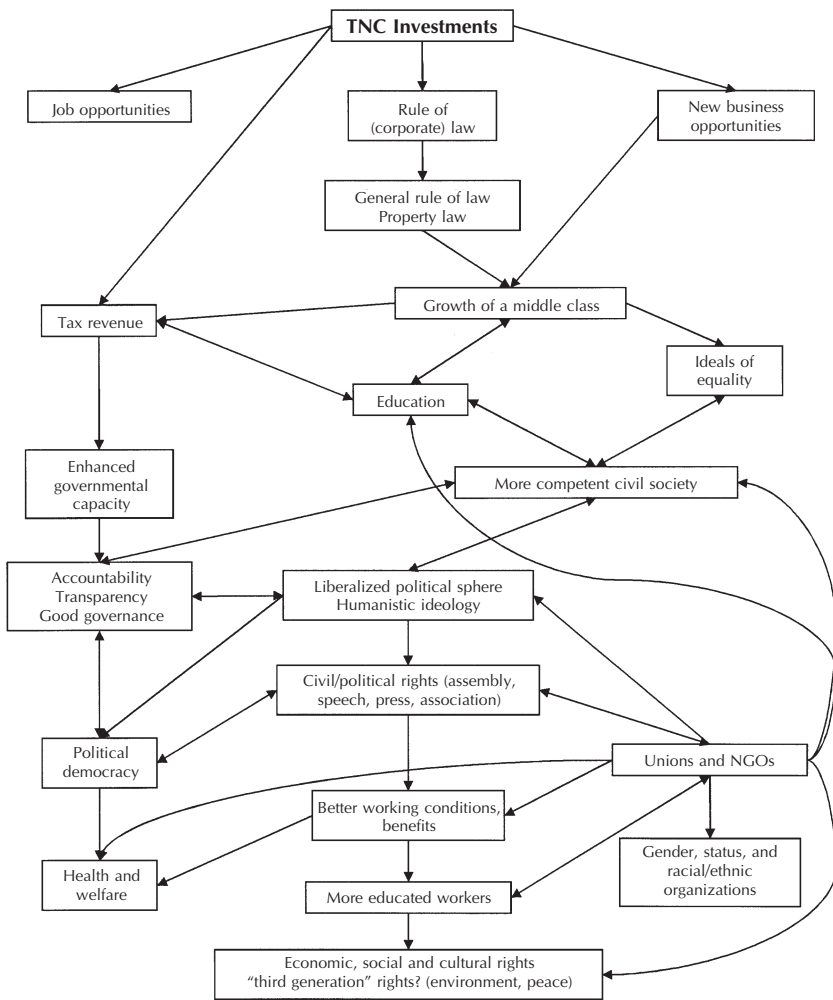 TNC Investments
Job opportunities
Rule of
(corporate) law
New business
opportunities
General rule of law
Property law
Growth of a middle class
Tax revenue
Ideals of
equality
Education
Enhanced
governmental
capacity
More competent civil society
Accountability
Transparency
Good governance
Liberalized political sphere
Humanistic ideology
Civil/political rights (assembly,
speech, press, association)
Political
democracy
Unions and NGOs
Better working conditions,
benefits
Gender, status, and
racial/ethnic
organizations
Health and
welfare
More educated workers
Economic, social and cultural rights
“third generation” rights? (environment, peace)